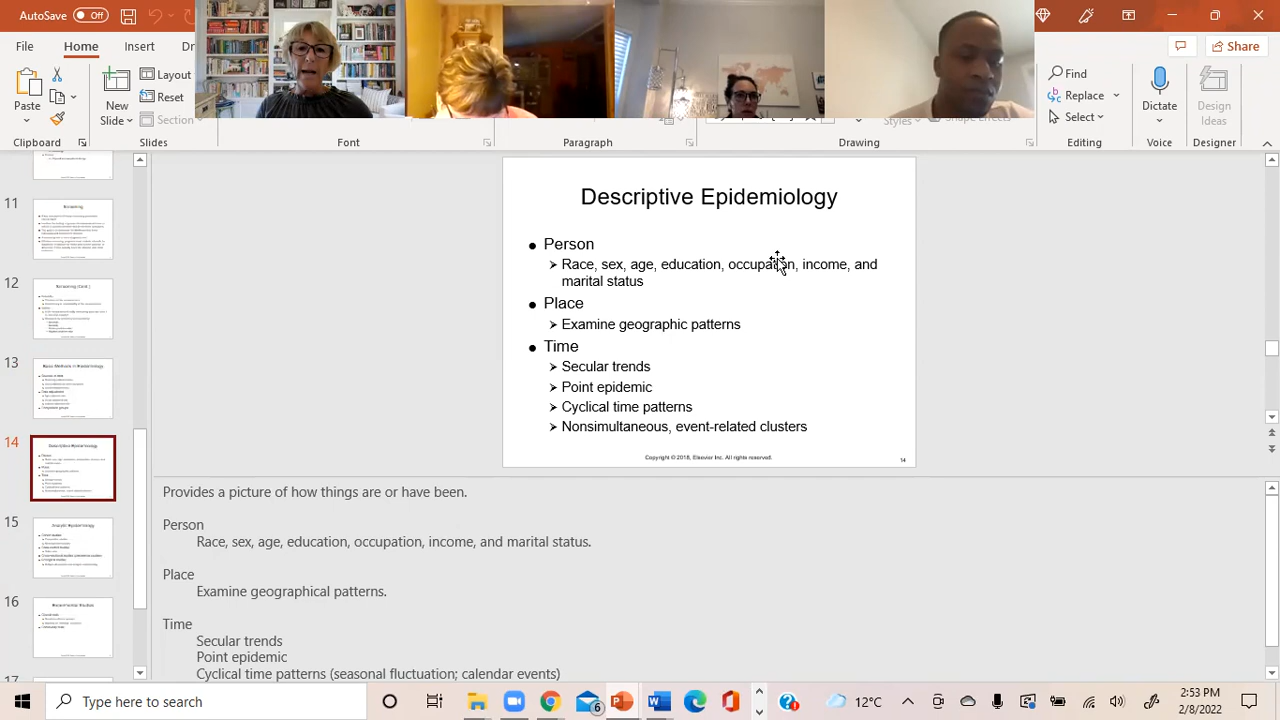 AutoSave Off
File Home Insert Dr Share
Paste
New
Slide
Layout
Reset
Section
Find
Replace
Select
Dictate
Design
Ideas
Styles Shape Effects
Clipboard Slides Font Paragraph Drawing Editing Voice Designer
11
12
13
14
15
16
17
Descriptive Epidemiology
● Person
➢ Race, sex, age, education, occupation, income, and
marital status
● Place
➢ Examine geographic patterns
● Time
➢ Secular trends
➢ Point epidemic
➢ Cyclical time patterns
➢ Nonsimultaneous, event-related clusters
Copyright © 2018, Elsevier Inc. All rights reserved.
14
Provides a picture of how things are or have been.
Person
Race, sex, age, education, occupation, income, and marital status.
Place
Examine geographical patterns.
Time
Secular trends
Point epidemic
Cyclical time patterns (seasonal fluctuation; calendar events)
Type here to search
6
12°C
2:53 PM
2/8/2022